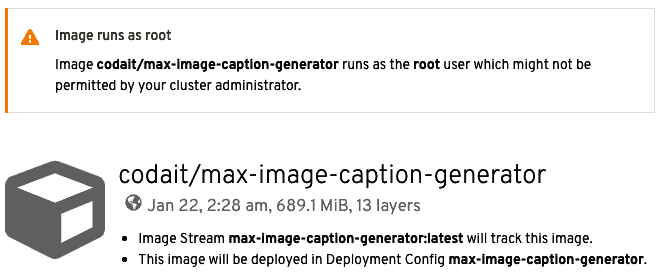 Image runs as root
Image codait/max-image-caption-generator runs as the root user which might not be
permitted by your cluster administrator.
codait/max-image-caption-generator
Jan 22, 2:28 am, 689.1 MiB, 13 layers
• Image Stream max-image-caption-generator:latest will track this image.
• This image will be deployed in Deployment Config max-image-caption-generator.